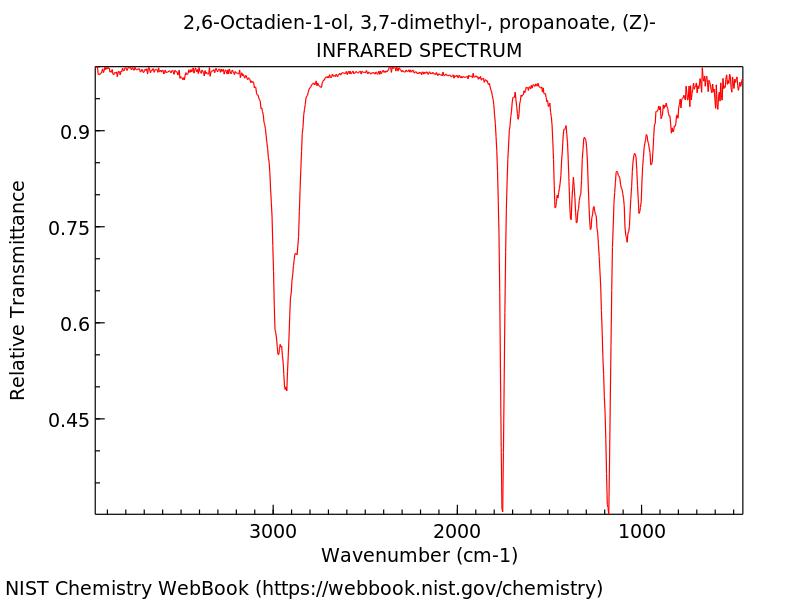 2,6-Octadien-1-ol, 3,7-dimethyl-, propanoate, (Z)-
INFRARED SPECTRUM
0.9
0.75
0.6
0.45
Relative Transmittance
3000 2000 1000
Wavenumber (cm-1)
NIST Chemistry WebBook (https://webbook.nist.gov/chemistry)